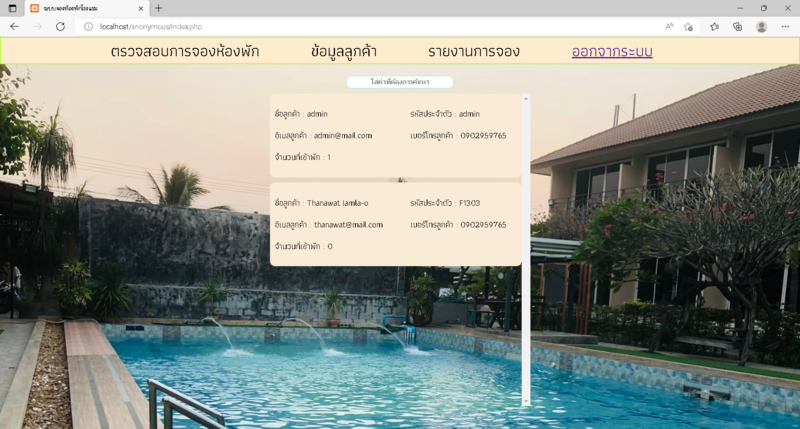 ระบบจองห้องพักโรงแรม
localhost/anonymous/index.php
ตรวจสอบการจองห้องพัก ข้อมูลลูกค้า รายงานการจอง ออกจากระบบ
ใส่คำที่ต้องการค้นหา
ชื่อลูกค้า : admin รหัสประจำตัว : admin
อีเมลลูกค้า : admin@mail.com เบอร์โทรลูกค้า : 0902959765
จำนวนที่เข้าพัก : 1
ชื่อลูกค้า : Thanawat Iamla-o รหัสประจำตัว : F1303
อีเมลลูกค้า : thanawat@mail.com เบอร์โทรลูกค้า : 0902959765
จำนวนที่เข้าพัก : 0